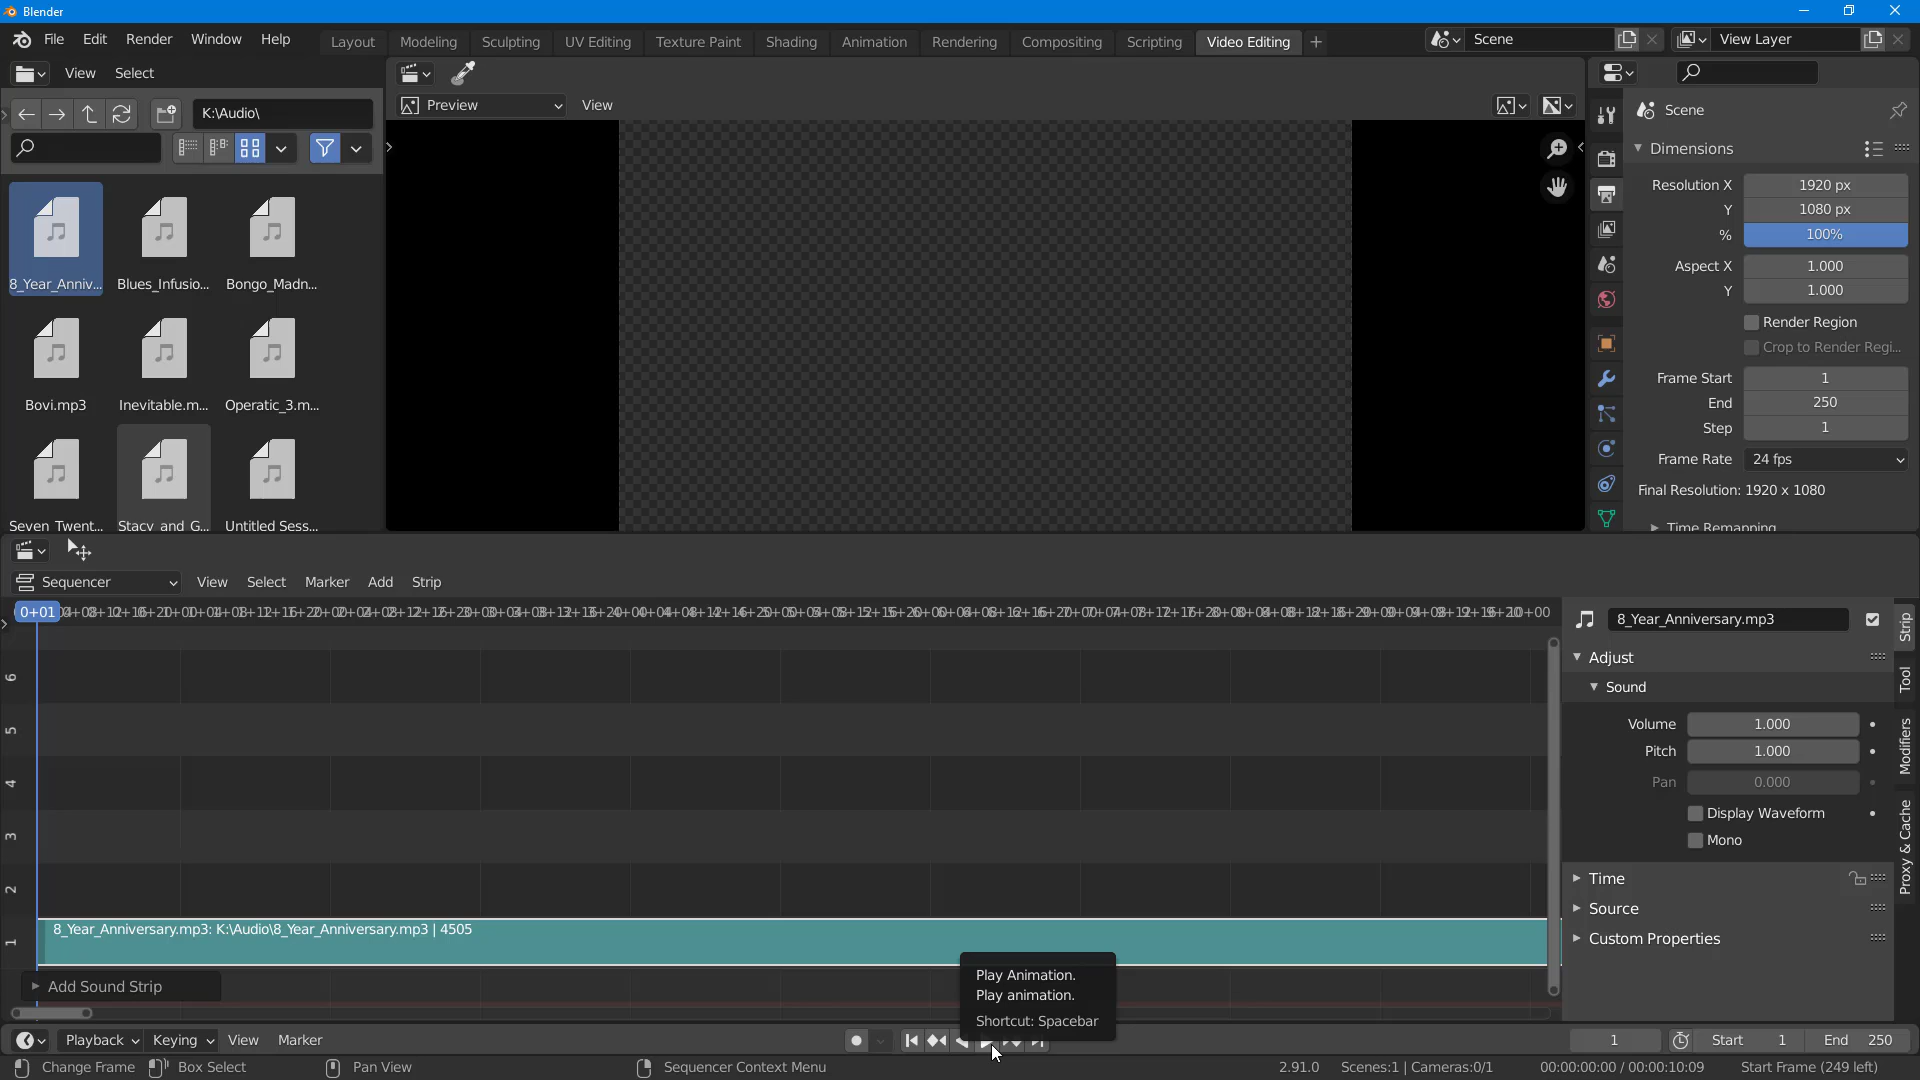 Blender
File Edit Render Window Help
Layout Modeling Sculpting UV Editing Texture Paint Shading Animation Rendering Compositing Scripting Video Editing
Scene
View Layer
View Select
K:\Audio\
Preview
View
Scene
Dimensions
Resolution X 1920 px
Y 1080 px
% 100%
Aspect X 1.000
Y 1.000
Render Region
Crop to Render Regi...
Frame Start 1
End 250
Step 1
Frame Rate 24 fps
Final Resolution: 1920 x 1080
Time Remapping
8_Year_Anniv... Blues_Infusio... Bongo_Madn...
Bovi.mp3 Inevitable.m... Operatic_3.m...
Seven_Twent... Stacy_and_G... Untitled Sess...
Sequencer View Select Marker Add Strip
0+01
6
5
4
3
2
1
8_Year_Anniversary.mp3: K:\Audio\8_Year_Anniversary.mp3 | 4505
Add Sound Strip
Play Animation.
Play animation.
Shortcut: Spacebar
8_Year_Anniversary.mp3
Adjust
Sound
Volume 1.000
Pitch 1.000
Pan 0.000
Display Waveform
Mono
Time
Source
Custom Properties
Strip
Tool
Modifiers
Proxy & Cache
Playback Keying View Marker
1 Start 1 End 250
Change Frame Box Select Pan View Sequencer Context Menu
2.91.0 Scenes:1 | Cameras:0/1 00:00:00:00 / 00:00:10:09 Start Frame (249 left)